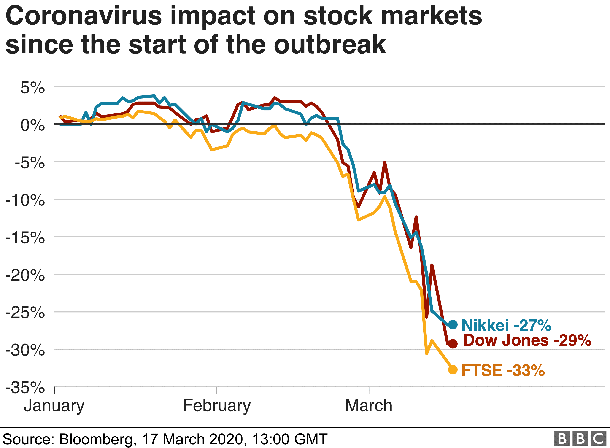 Coronavirus impact on stock markets
since the start of the outbreak
5%
0%
-5%
-10%
-15%
-20%
-25%
-30%
-35%
Nikkei -27%
Dow Jones -29%
FTSE -33%
January
February
March
Source: Bloomberg, 17 March 2020, 13:00 GMT
BBC